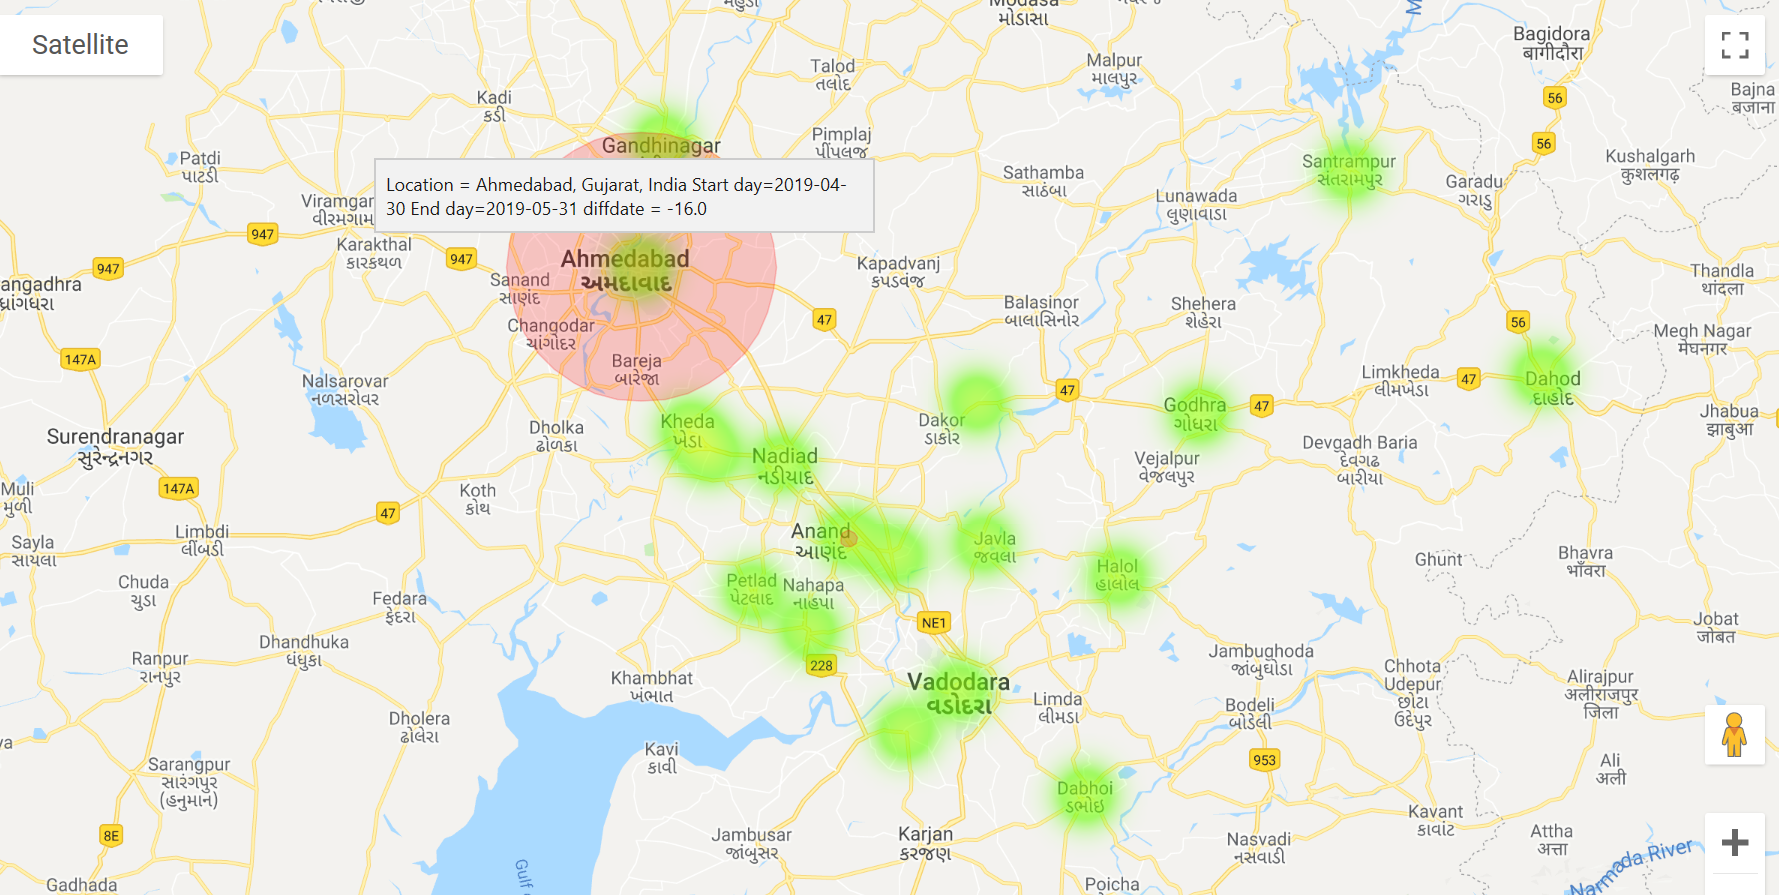 Satellite
Modasa
મોડાસા
Bagidora
बागीदौरा
Talod
તલોદ
Malpur
માલપુર
Kadi
કડી
56
Bajna
बाजना
Gandhinagar
Pimplaj
પીંપલજ
56
Patdi
પાટડી
Santrampur
સંતરામપુર
Kushalgarh
कुशलगढ़
Sathamba
સાઠંબા
Garadu
ગરાડુ
Location = Ahmedabad, Gujarat, India Start day=2019-04-
30 End day=2019-05-31 diffdate = -16.0
Viramgam
વીરમગામ
Lunawada
લુણાવાડા
947
Karakthal
કારકથળ
947
Ahmedabad
અમદાવાદ
Kapadvanj
કપડવંજ
947
Sanand
સાણંદ
Thandla
थांदला
angadhra
ધ્રાંગધરા
Balasinor
બાલાસિનોર
Shehera
શેહેરા
47
56
Changodar
ચાંગોદર
Megh Nagar
मेघनगर
147A
Bareja
બારેજા
Nalsarovar
નળસરોવર
Limkheda
લીમખેડા
47
Dahod
દાહોદ
47
Godhra
ગોધરા
47
Jhabua
झाबुआ
Kheda
ખેડા
Dakor
ડાકોર
Surendranagar
સુરેન્દ્રનગર
Dholka
ઢોળકા
Devgadh Baria
દેવગઢ
બારીયા
Nadiad
નડીયાદ
Vejalpur
વેજલપુર
Muli
મુળી
147A
Koth
કોથ
47
Limbdi
લીંબડી
Anand
આણંદ
Javla
જવલા
Sayla
સાયલા
Bhavra
भाँवरा
Ghunt
Halol
હાલોલ
Chuda
ચુડા
Petlad
પેટલાદ
Nahapa
નાહપા
Fedara
ફેદરા
NE1
Jobat
जोबत
Dhandhuka
ધંધુકા
Ranpur
રાનપુર
228
Jambughoda
જાંબુઘોડા
Chhota
Udepur
છોટા
ઉદેપુર
Khambhat
ખંભાત
Vadodara
વડોદરા
Alirajpur
अलीराजपुर
जिला
Limda
લીમડા
Bodeli
બોડેલી
Dholera
ઢોલેરા
Kavi
કાવી
Sarangpur
સારંગપુર
(હનુમાન)
953
Ali
अली
Dabhoi
ડભોઇ
Kavant
કાવાંટ
8E
Jambusar
જાંબુસર
Karjan
કરજણ
Nasvadi
નસવાડી
Attha
अत्ता
Narmada River
Gulf
Gadhada
Poicha